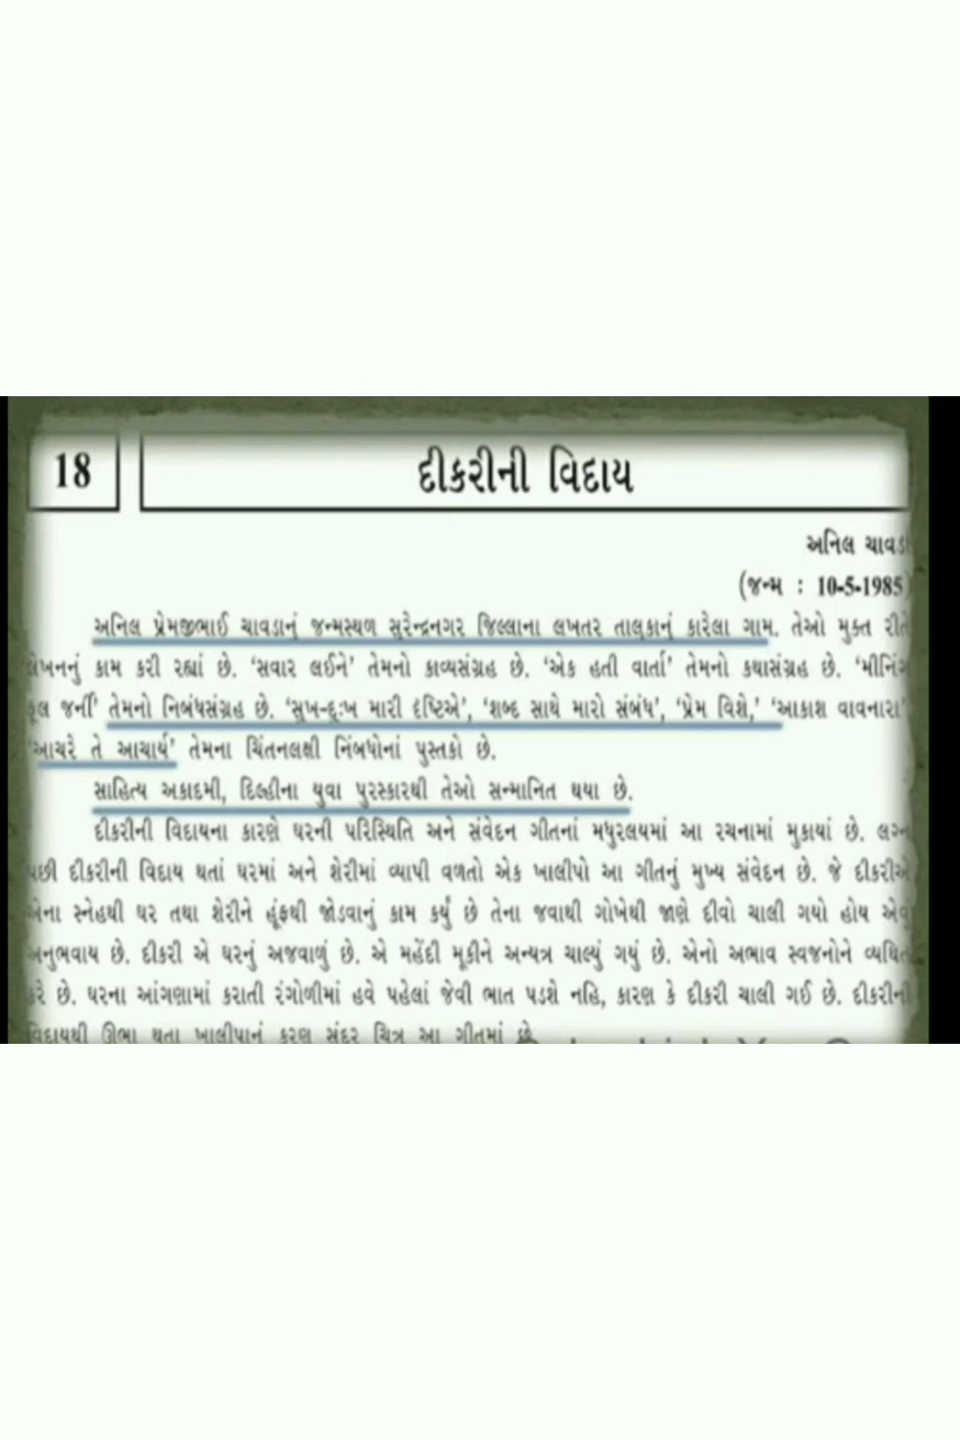 18
દીકરીની વિદાય
અનિલ ચાવડા
(જન્મ : 10-5-1985)
અનિલ પ્રેમજીભાઈ ચાવડાનું જન્મસ્થળ સુરેન્દ્રનગર જિલ્લાના લખતર તાલુકાનું કારેલા ગામ. તેઓ મુક્ત રીતે
લેખનનું કામ કરી રહ્યાં છે. ‘સવાર લઈને’ તેમનો કાવ્યસંગ્રહ છે. ‘એક હતી વાર્તા’ તેમનો કથાસંગ્રહ છે. ‘મીનિંગ
ફૂલ જર્ની’ તેમનો નિબંધસંગ્રહ છે. ‘સુખ-દુઃખ મારી દૃષ્ટિએ’, ‘શબ્દ સાથે મારો સંબંધ’, ‘પ્રેમ વિશે,’ ‘આકાશ વાવનારા’
‘આચરે તે આચાર્ય’ તેમના ચિંતનલક્ષી નિંબધોનાં પુસ્તકો છે.
સાહિત્ય અકાદમી, દિલ્હીના યુવા પુરસ્કારથી તેઓ સન્માનિત થયા છે.
દીકરીની વિદાયના કારણે ઘરની પરિસ્થિતિ અને સંવેદન ગીતનાં મધુરલયમાં આ રચનામાં મુકાયાં છે. લગ્ન
પછી દીકરીની વિદાય થતાં ઘરમાં અને શેરીમાં વ્યાપી વળતો એક ખાલીપો આ ગીતનું મુખ્ય સંવેદન છે. જે દીકરીએ
એના સ્નેહથી ઘર તથા શેરીને હૂંફથી જોડવાનું કામ કર્યું છે તેના જવાથી ગોખેથી જાણે દીવો ચાલી ગયો હોય એવું
અનુભવાય છે. દીકરી એ ઘરનું અજવાળું છે. એ મહેંદી મૂકીને અન્યત્ર ચાલ્યું ગયું છે. એનો અભાવ સ્વજનોને વ્યથિત
કરે છે. ઘરના આંગણામાં કરાતી રંગોળીમાં હવે પહેલાં જેવી ભાત પડશે નહિ, કારણ કે દીકરી ચાલી ગઈ છે. દીકરીની
વિદાયથી ઊભા થતા ખાલીપાનું કરુણ સુંદર ચિત્ર આ ગીતમાં છે